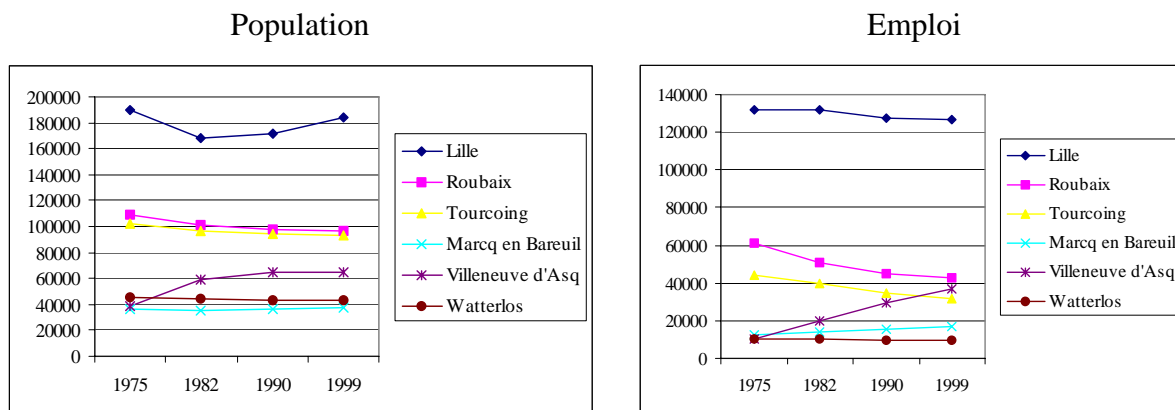 Population
200000
180000
160000
140000
120000
100000
80000
60000
40000
20000
0
1975 1982 1990 1999
Lille
Roubaix
Tourcoing
Marcq en Bareuil
Villeneuve d'Asq
Watterlos
Emploi
140000
120000
100000
80000
60000
40000
20000
0
1975 1982 1990 1999
Lille
Roubaix
Tourcoing
Marcq en Bareuil
Villeneuve d'Asq
Watterlos